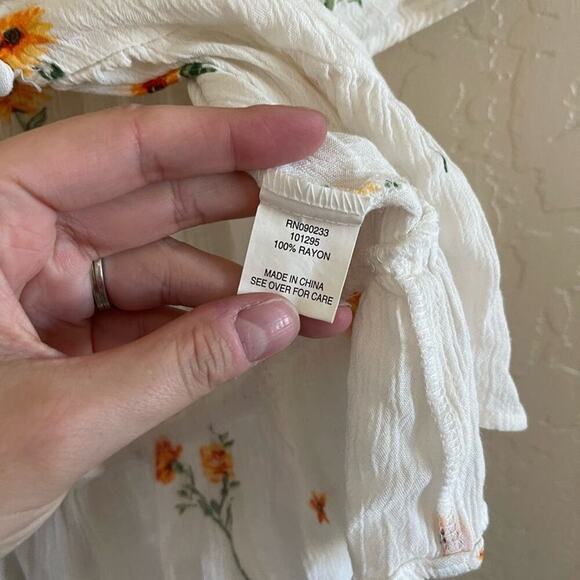 RN090233
101295
100% RAYON
MADE IN CHINA
SEE OVER FOR CARE